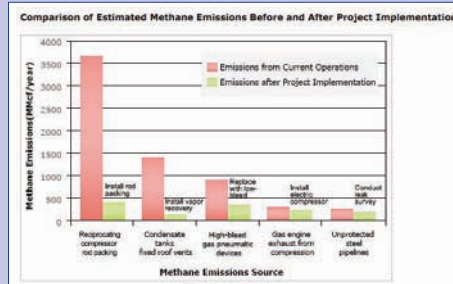 Comparison of Estimated Methane Emissions Before and After Project Implementation
Methane Emissions(MMcf/year)
4000
3500
3000
2500
2000
1500
1000
500
0
Emissions from Current Operations
Emissions after Project Implementation
Install rod
packing
Install vapor
recovery
Replace
with low-
bleed
Install
electric
compressor
Conduct
leak
survey
Reciprocating
compressor
rod packing
Condensate
tanks
fixed roof vents
High-bleed
gas pneumatic
devices
Gas engine
exhaust from
compression
Unprotected
steel
pipelines
Methane Emissions Source